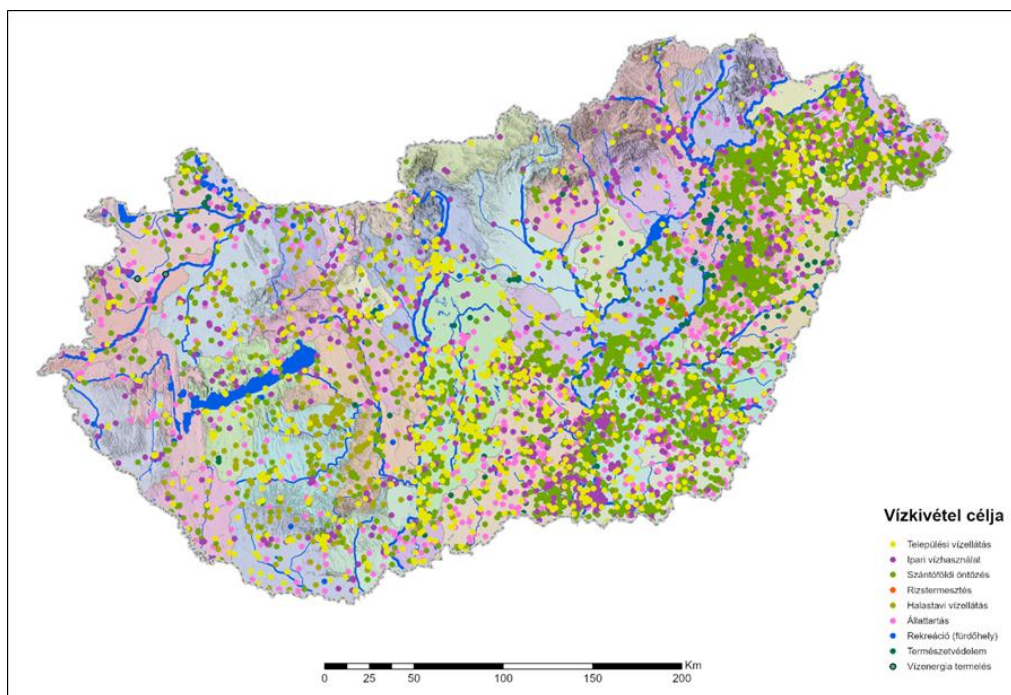 Vízkivétel célja
Települési vízellátás
Ipari vízhasználat
Szántóföldi öntözés
Rizstermesztés
Halastavi vízellátás
Állattartás
Rekreáció (fürdőhely)
Természetvédelem
Vízenergia termelés
Km
0 25 50 100 150 200